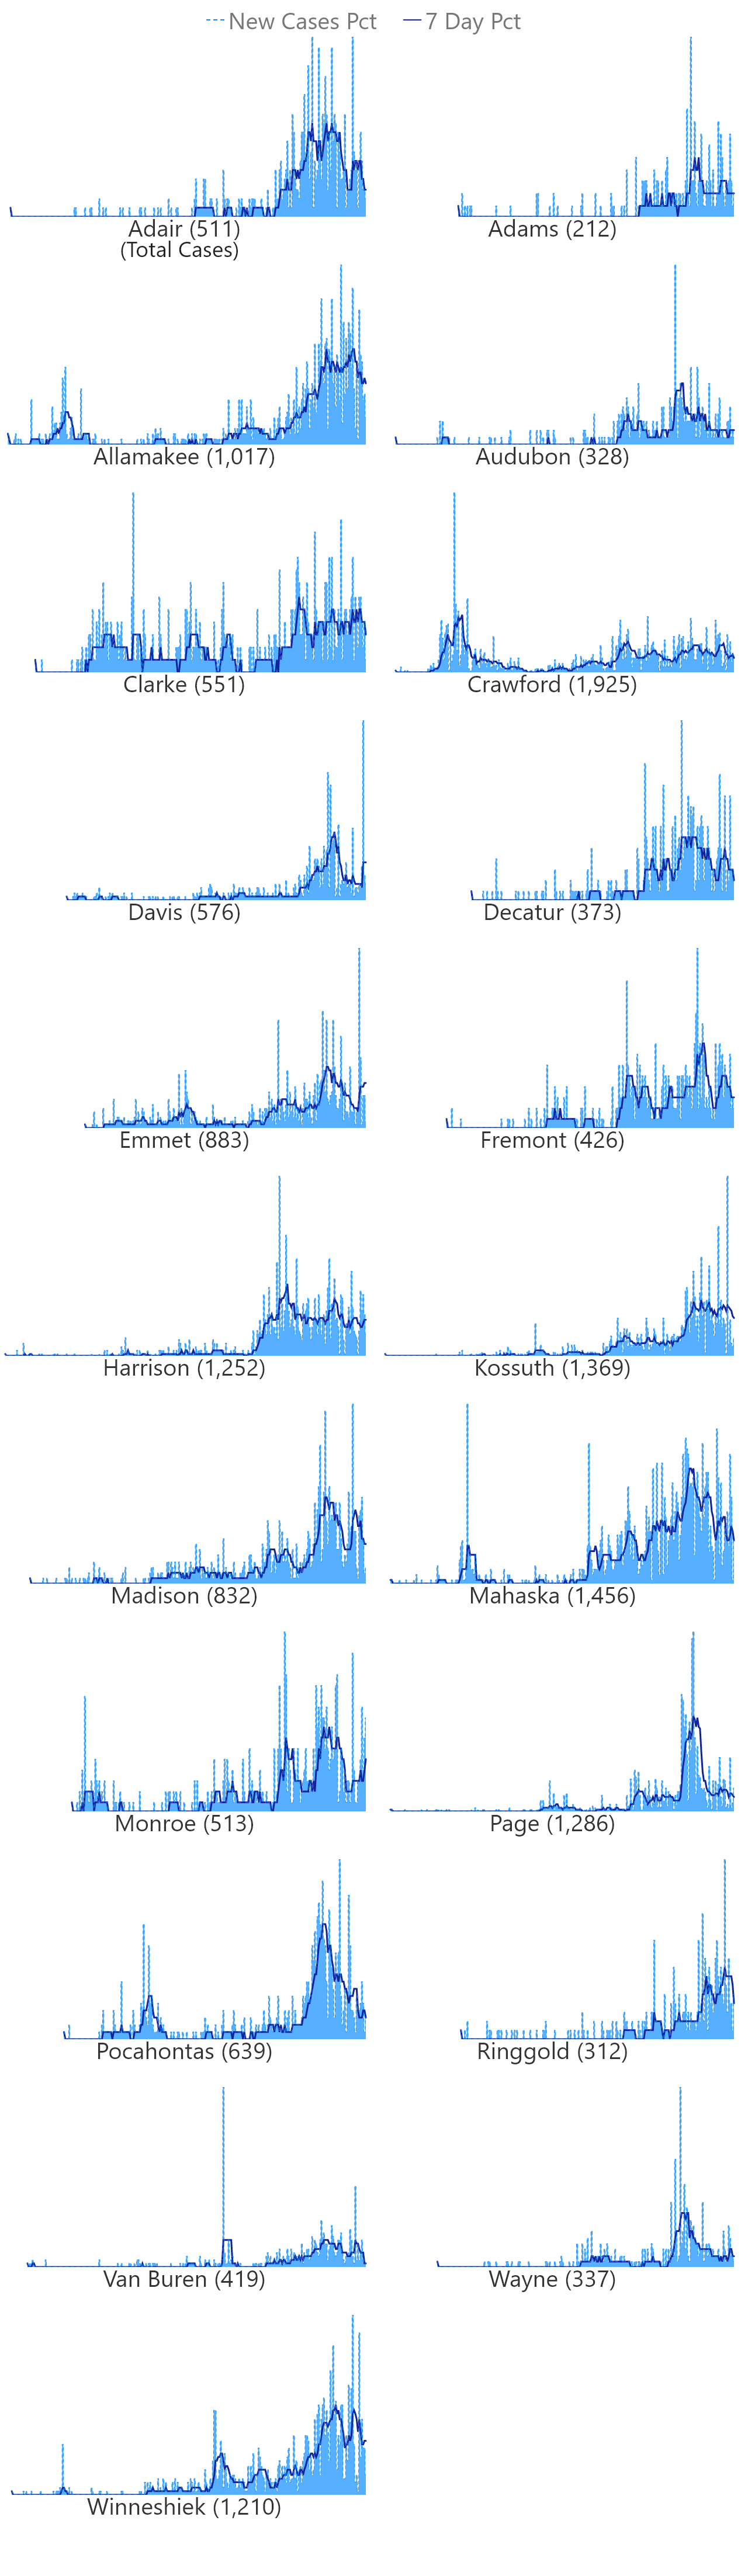 New Cases Pct 7 Day Pct
Adair (511)
(Total Cases)
Adams (212)
Allamakee (1,017)
Audubon (328)
Clarke (551)
Crawford (1,925)
Davis (576)
Decatur (373)
Emmet (883)
Fremont (426)
Harrison (1,252)
Kossuth (1,369)
Madison (832)
Mahaska (1,456)
Monroe (513)
Page (1,286)
Pocahontas (639)
Ringgold (312)
Van Buren (419)
Wayne (337)
Winneshiek (1,210)